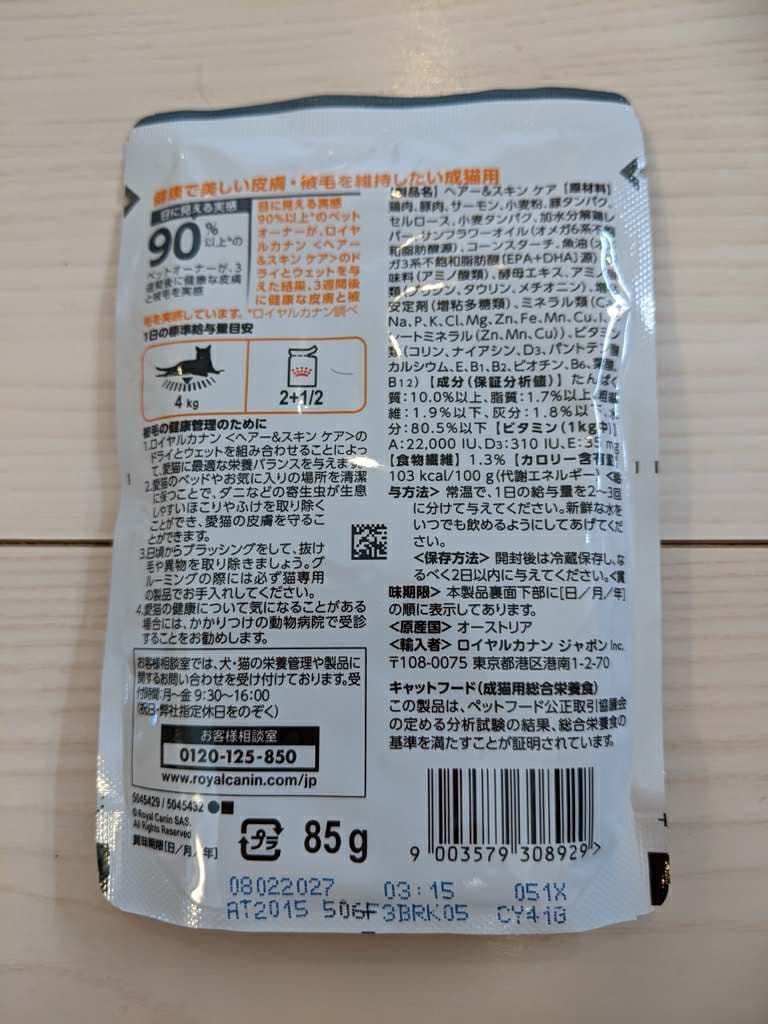 健康で美しい皮膚・被毛を維持したい成猫用
目に見える実感
90%以上*の
ペットオーナーが、3
週間後に健康な皮膚
と被毛を実感
目に見える実感
90%以上*のペット
オーナーが、ロイヤ
ルカナン <ヘアー
&スキン ケア>のド
ライとウェットを与
えた結果、3週間後
に健康な皮膚と被
毛を実感しています。*ロイヤルカナン調べ
1日の標準給与量目安
4 kg
2+1/2
被毛の健康管理のために
1.ロイヤルカナン <ヘアー&スキン ケア>の
ドライとウェットを組み合わせることによっ
て、愛猫に最適な栄養バランスを与えます。
2.愛猫のベッドやお気に入りの場所を清潔
に保つことで、ダニなどの寄生虫が生息
しやすいほこりやふけを取り除く
ことができ、愛猫の皮膚を守るこ
とができます。
3.日頃からブラッシングをして、抜け
毛や異物を取り除きましょう。グ
ルーミングの際には必ず猫専用
の製品でお手入れしてください。
4.愛猫の健康について気になることがある
場合には、かかりつけの動物病院で受診
することをお勧めします。
お客様相談室では、犬・猫の栄養管理や製品に
関するお問い合わせを受け付けております。受
付時間:月~金 9:30~16:00
(祝日・弊社指定休日をのぞく)
お客様相談室
0120-125-850
www.royalcanin.com/jp
5045429 / 5045432
©Royal Canin SAS.
All Rights Reserved
賞味期限[日/月/年]
プラ
85g
名】 ヘアー&スキン ケア 【原材料】
鶏肉、豚肉、サーモン、小麦粉、豚タンパク、
セルロース、小麦タンパク、加水分解鶏レ
バー、サンフラワーオイル(オメガ6系不飽
和脂肪酸源)、コーンスターチ、魚油(オ
ガ3系不飽和脂肪酸[EPA+DHA]源)、
味料(アミノ酸類)、酵母エキス、アミノ
類(グリシン、タウリン、メチオニン)、増
安定剤(増粘多糖類)、ミネラル類(Ca、
Na、P、K、Cl、Mg、Zn、Fe、Mn、Cu、I、
ートミネラル(Zn、Mn、Cu))、ビタミン
類(コリン、ナイアシン、D3、パントテン酸
カルシウム、E、B1、B2、ビオチン、B6、葉酸、
B12) 【成分(保証分析値)】 たんぱく
質:10.0%以上、脂質:1.7%以上、粗繊
維:1.9%以下、灰分:1.8%以下、水
分:80.5%以下 【ビタミン(1kg中)】
A:22,000 IU、D3:310 IU、E:35 mg
【食物繊維】 1.3% 【カロリー含有量】
103 kcal/100 g (代謝エネルギー) <給
与方法> 常温で、1日の給与量を2~3回
に分けて与えてください。新鮮な水を
いつでも飲めるようにしてあげてくだ
さい。
<保存方法> 開封後は冷蔵保存し、な
るべく2日以内に与えてください。<賞
味期限> 本製品裏面下部に[日/月/年]
の順に表示してあります。
<原産国> オーストリア
<輸入者> ロイヤルカナン ジャポン Inc.
〒108-0075 東京都港区港南1-2-70
キャットフード(成猫用総合栄養食)
この製品は、ペットフード公正取引協議会
の定める分析試験の結果、総合栄養食の
基準を満たすことが証明されています。
9 003579 308929 >
08022027 03:15 051X
AT2015 506F3BRK05 CY41G